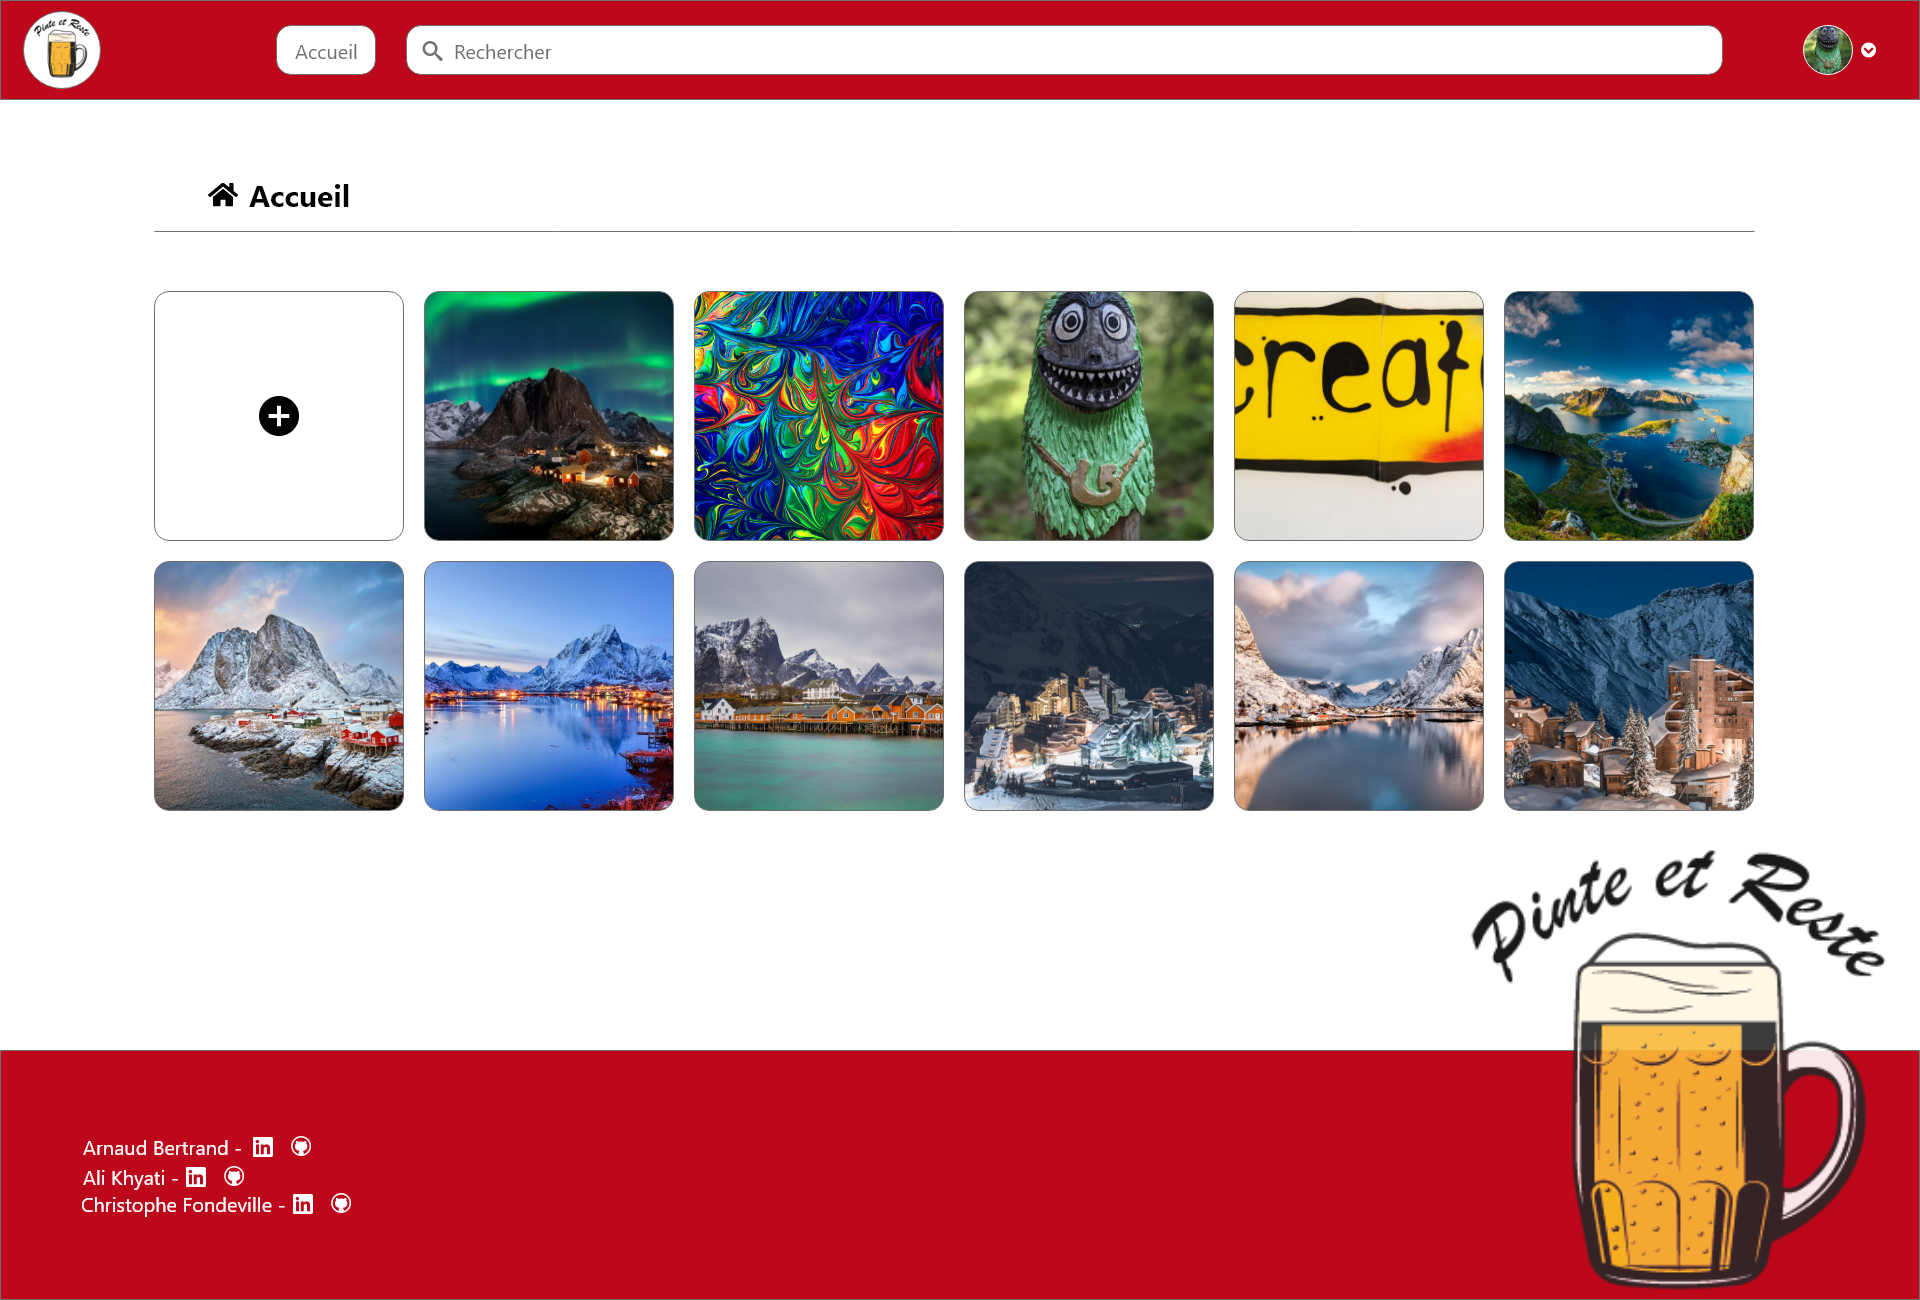 Pinte et Reste
Accueil
Rechercher
Accueil
creat
Pinte et Reste
Arnaud Bertrand -
Ali Khyati -
Christophe Fondeville -